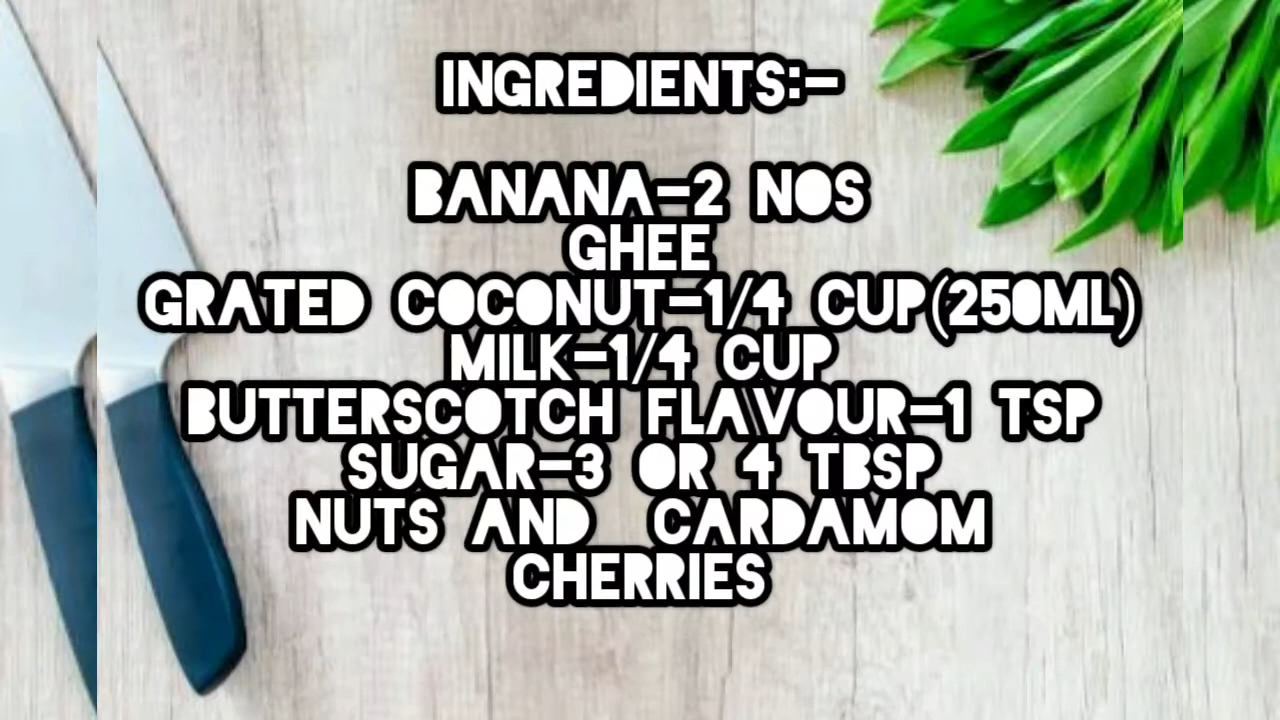 INGREDIENTS:-
BANANA-2 NOS
GHEE
GRATED COCONUT-1/4 CUP(250ML)
MILK-1/4 CUP
BUTTERSCOTCH FLAVOUR-1 TSP
SUGAR-3 OR 4 TBSP
NUTS AND CARDAMOM
CHERRIES